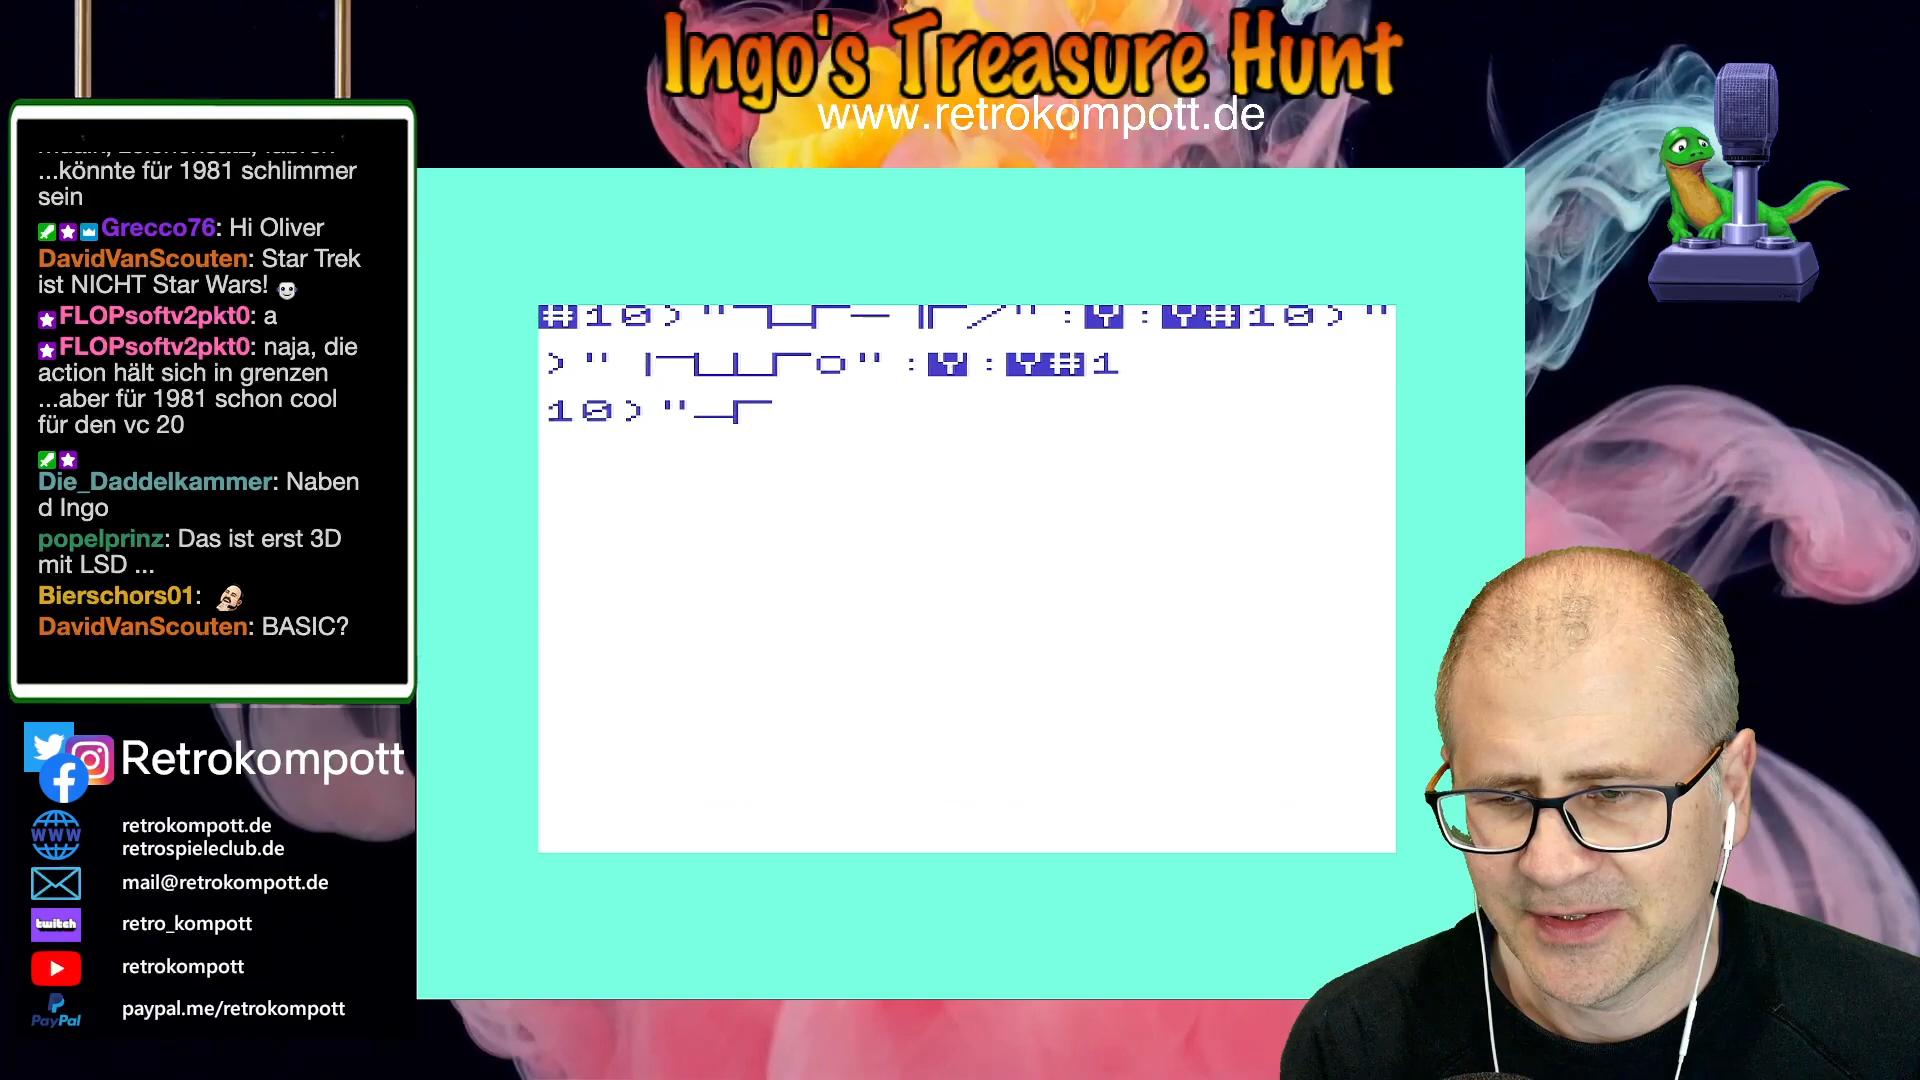 Ingo's Treasure Hunt
www.retrokompott.de
...könnte für 1981 schlimmer
sein
Grecco76: Hi Oliver
DavidVanScouten: Star Trek
ist NICHT Star Wars!
FLOPsoftv2pkt0: a
FLOPsoftv2pkt0: naja, die
action hält sich in grenzen
...aber für 1981 schon cool
für den vc 20
Die_Daddelkammer: Naben
d Ingo
popelprinz: Das ist erst 3D
mit LSD ...
Bierschors01:
DavidVanScouten: BASIC?
Retrokompott
www
retrokompott.de
retrospieleclub.de
mail@retrokompott.de
twitch
retro_kompott
retrokompott
PayPal
paypal.me/retrokompott